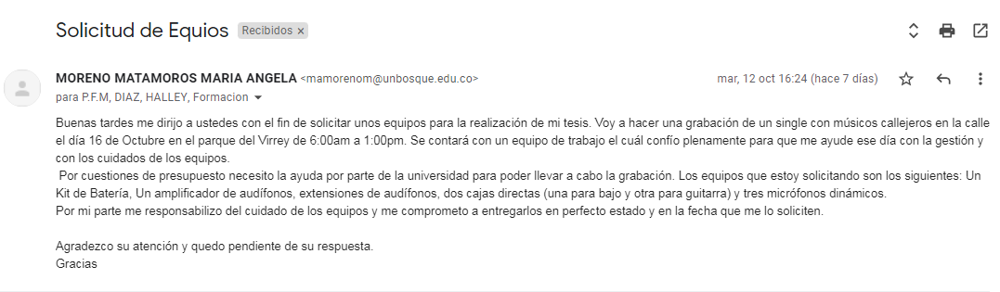 Solicitud de Equios Recibidos x
MORENO MATAMOROS MARIA ANGELA <mamorenom@unbosque.edu.co> mar, 12 oct 16:24 (hace 7 días)
para P.F.M, DIAZ, HALLEY, Formacion
Buenas tardes me dirijo a ustedes con el fin de solicitar unos equipos para la realización de mi tesis. Voy a hacer una grabación de un single con músicos callejeros en la calle
el día 16 de Octubre en el parque del Virrey de 6:00am a 1:00pm. Se contará con un equipo de trabajo el cuál confío plenamente para que me ayude ese día con la gestión y
con los cuidados de los equipos.
Por cuestiones de presupuesto necesito la ayuda por parte de la universidad para poder llevar a cabo la grabación. Los equipos que estoy solicitando son los siguientes: Un
Kit de Batería, Un amplificador de audífonos, extensiones de audífonos, dos cajas directas (una para bajo y otra para guitarra) y tres micrófonos dinámicos.
Por mi parte me responsabilizo del cuidado de los equipos y me comprometo a entregarlos en perfecto estado y en la fecha que me lo soliciten.
Agradezco su atención y quedo pendiente de su respuesta.
Gracias